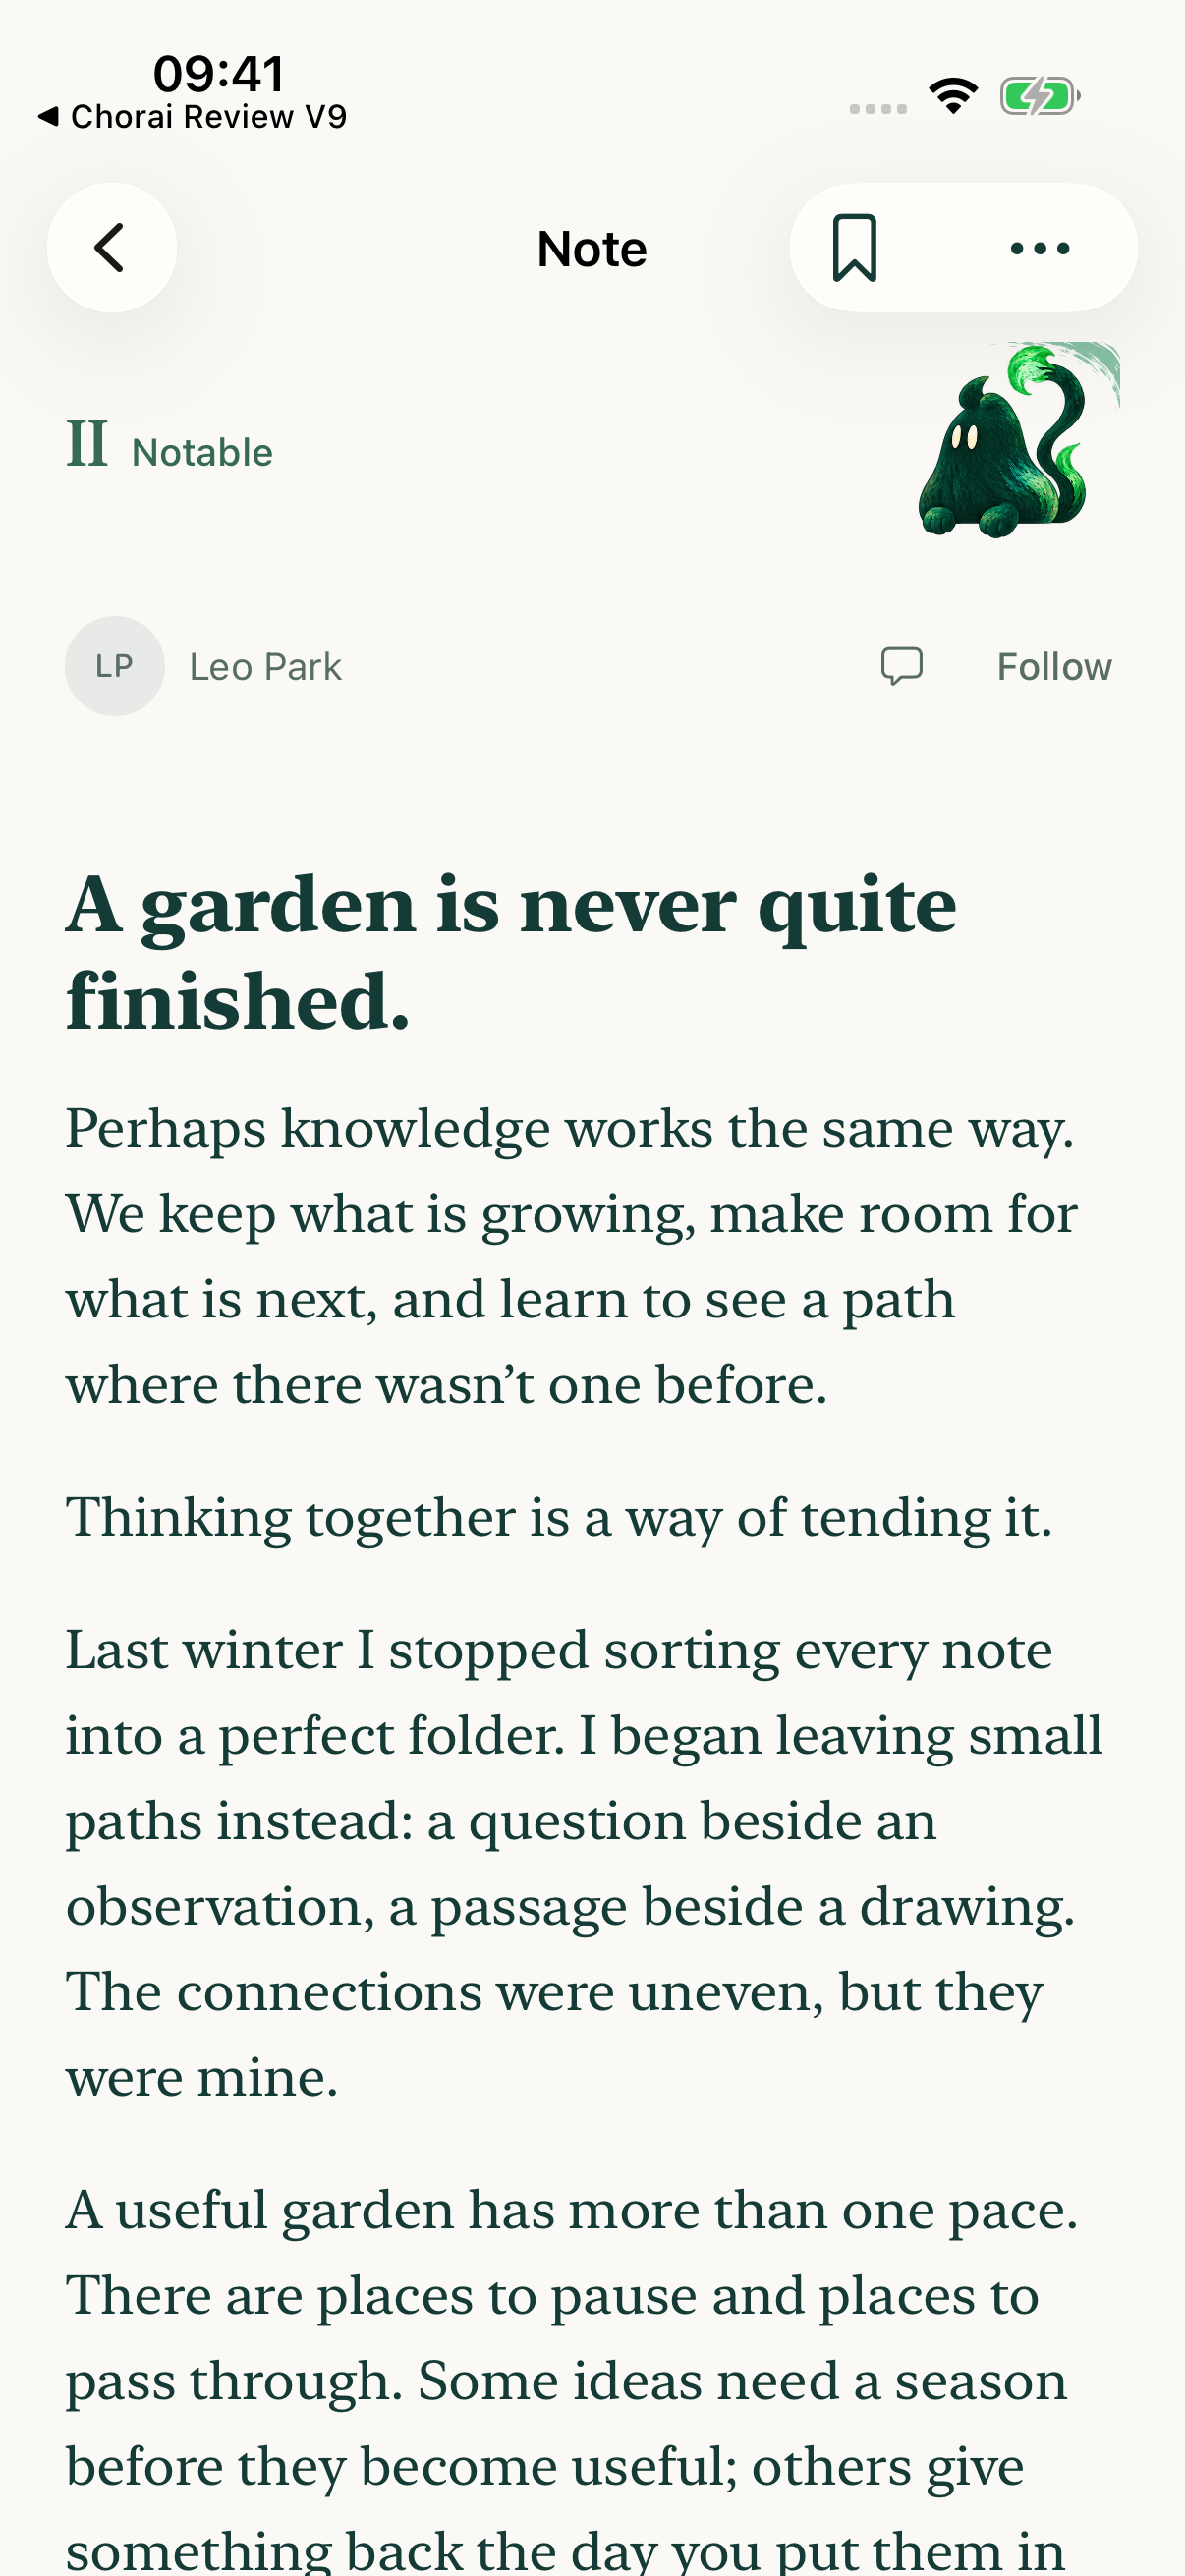 09:41
◀ Chorai Review V9
Note
II Notable
LP Leo Park Follow
A garden is never quite
finished.
Perhaps knowledge works the same way.
We keep what is growing, make room for
what is next, and learn to see a path
where there wasn’t one before.
Thinking together is a way of tending it.
Last winter I stopped sorting every note
into a perfect folder. I began leaving small
paths instead: a question beside an
observation, a passage beside a drawing.
The connections were uneven, but they
were mine.
A useful garden has more than one pace.
There are places to pause and places to
pass through. Some ideas need a season
before they become useful; others give
something back the day you put them in